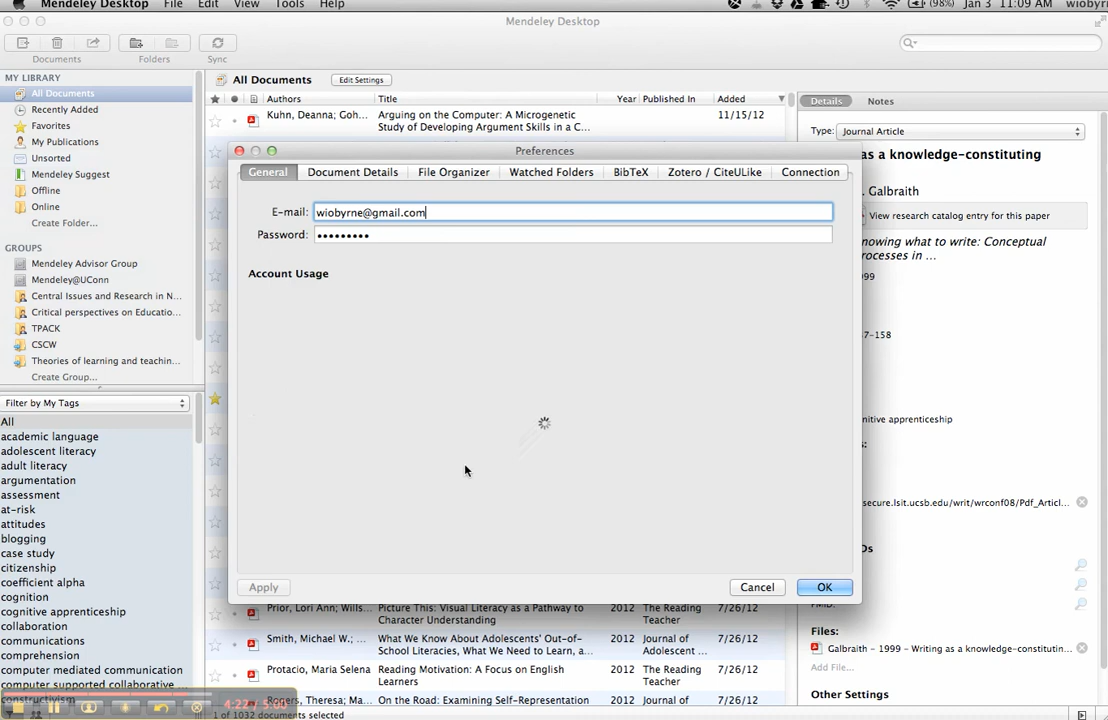 Mendeley Desktop File Edit View Tools Help (98%) Jan 3 11:09 AM wiobyrn
Mendeley Desktop
Documents Folders Sync
MY LIBRARY
All Documents
Recently Added
Favorites
My Publications
Unsorted
Mendeley Suggest
Offline
Online
Create Folder...
GROUPS
Mendeley Advisor Group
Mendeley@UConn
Central Issues and Research in N...
Critical perspectives on Educatio...
TPACK
CSCW
Theories of learning and teachin...
Create Group...
Filter by My Tags
All
academic language
adolescent literacy
adult literacy
argumentation
assessment
at-risk
attitudes
blogging
case study
citizenship
coefficient alpha
cognition
cognitive apprenticeship
collaboration
communications
comprehension
computer mediated communication
computer supported collaborative
constructivism
4:22 / 5:00
All Documents Edit Settings
Authors Title Year Published In Added
Kuhn, Deanna; Goh... Arguing on the Computer: A Microgenetic 11/15/12
Study of Developing Argument Skills in a C...
Preferences
General Document Details File Organizer Watched Folders BibTeX Zotero / CiteULike Connection
E-mail: wiobyrne@gmail.com
Password: •••••••••
Account Usage
Apply Cancel OK
Prior, Lori Ann; Wills... Picture This: Visual Literacy as a Pathway to 2012 The Reading 7/26/12
Character Understanding Teacher
Smith, Michael W.; ... What We Know About Adolescents' Out-of- 2012 Journal of 7/26/12
School Literacies, What We Need to Learn, a... Adolescent ...
Protacio, Maria Selena Reading Motivation: A Focus on English 2012 The Reading 7/26/12
Learners Teacher
Rogers, Theresa; Ma... On the Road: Examining Self-Representation 2012 Journal of 7/26/12
1 of 1032 documents selected
Details Notes
Type: Journal Article
as a knowledge-constituting
. Galbraith
View research catalog entry for this paper
nowing what to write: Conceptual
rocesses in ...
99
7-158
nitive apprenticeship
s:
secure.lsit.ucsb.edu/writ/wrconf08/Pdf_Articl...
Ds
PMID:
Files:
Galbraith - 1999 - Writing as a knowledge-constitutin...
Add File...
Other Settings